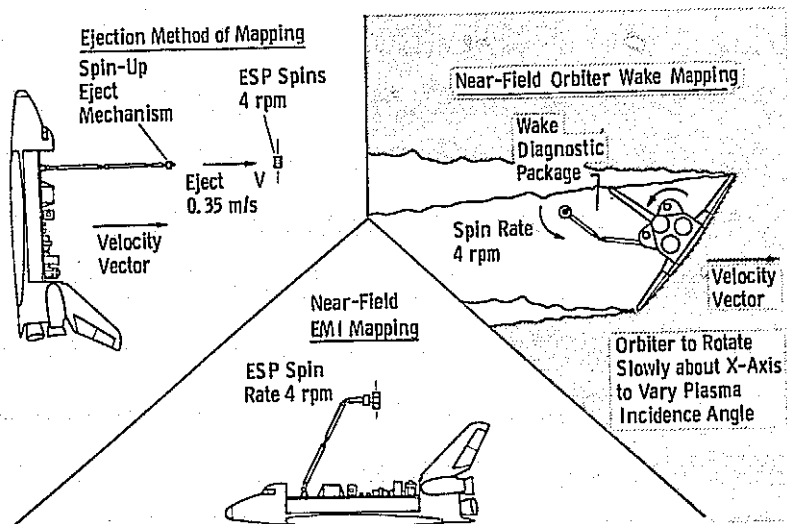 Ejection Method of Mapping
Spin-Up
Eject
Mechanism
ESP Spins
4 rpm
Eject
0.35 m/s
V
Velocity
Vector
Near-Field Orbiter Wake Mapping
Wake
Diagnostic
Package
Spin Rate
4 rpm
Velocity
Vector
Orbiter to Rotate
Slowly about X-Axis
to Vary Plasma
Incidence Angle
Near-Field
EMI Mapping
ESP Spin
Rate 4 rpm